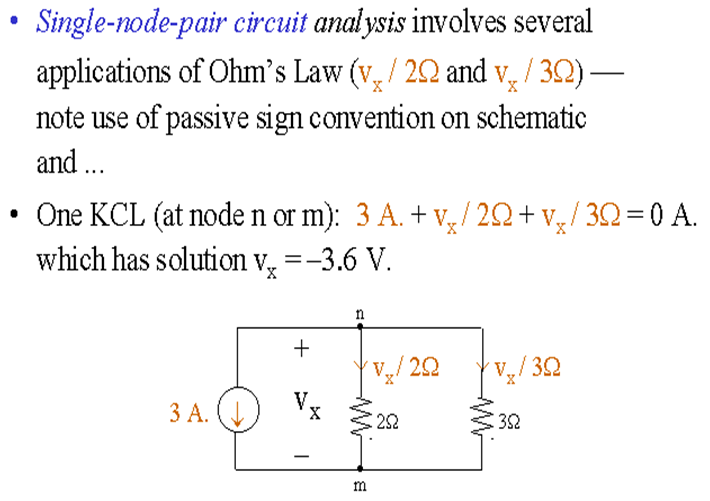 • Single-node-pair circuit analysis involves several
applications of Ohm's Law (vₓ / 2Ω and vₓ / 3Ω) —
note use of passive sign convention on schematic
and ...
• One KCL (at node n or m): 3 A. + vₓ / 2Ω + vₓ / 3Ω = 0 A.
which has solution vₓ = –3.6 V.
n
+
vₓ / 2Ω
vₓ / 3Ω
3 A.
vₓ
2Ω
3Ω
–
m